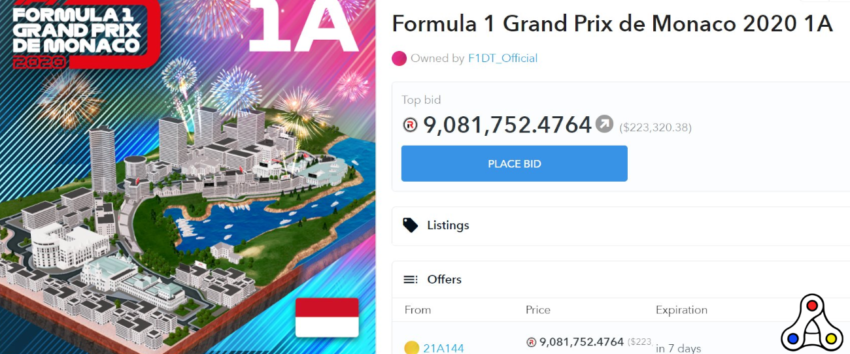 FORMULA 1
GRAND PRIX
DE MONACO
2020
1A
Formula 1 Grand Prix de Monaco 2020 1A
Owned by F1DT_Official
Top bid
9,081,752.4764 ($223,320.38)
PLACE BID
Listings
Offers
From Price Expiration
21A144 9,081,752.4764 ($223, in 7 days